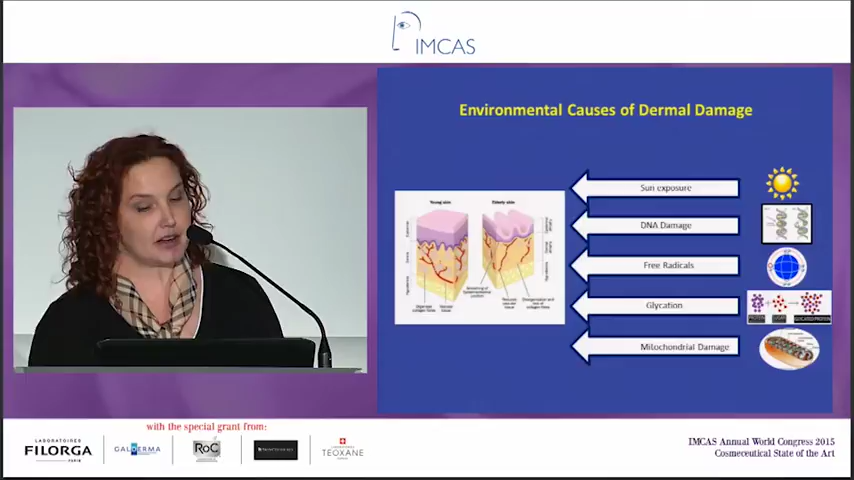 IMCAS
Environmental Causes of Dermal Damage
Young skin
Elderly skin
Sun exposure
DNA Damage
Free Radicals
Glycation
Mitochondrial Damage
with the special grant from:
LABORATOIRES
FILORGA
PARIS
GALDERMA
RoC
TEOXANE
IMCAS Annual World Congress 2015
Cosmeceutical State of the Art